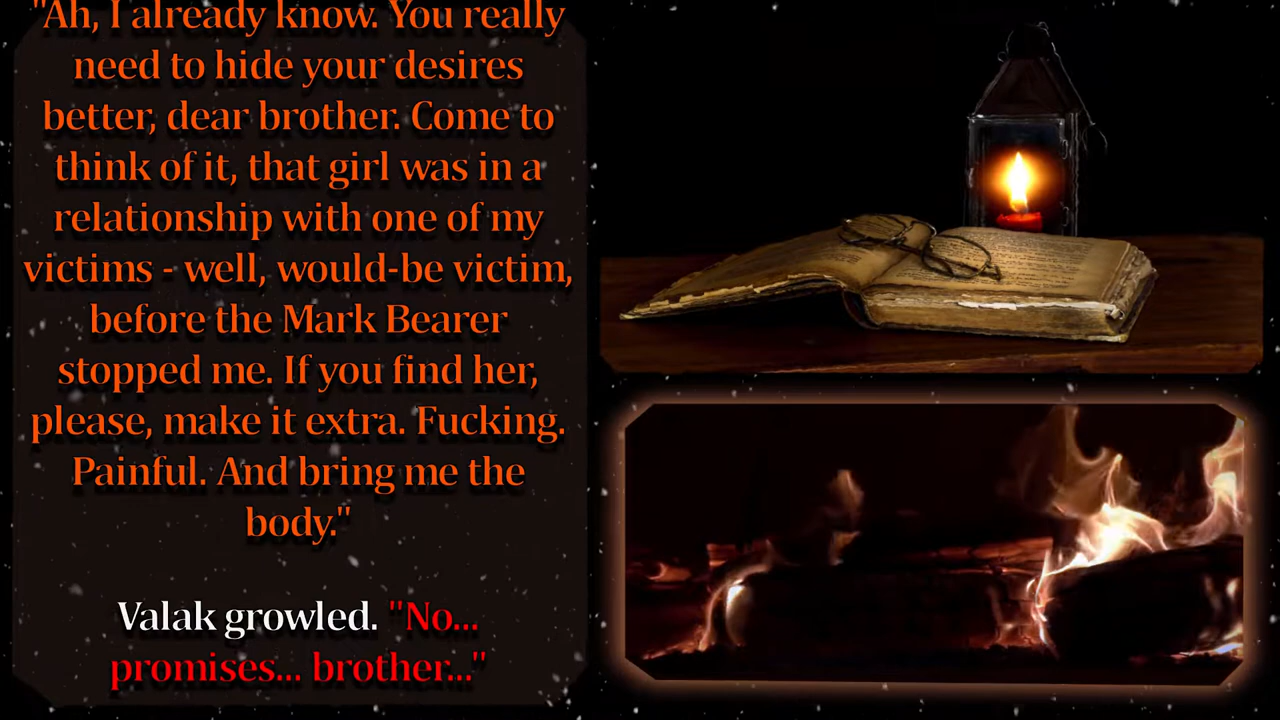 "Ah, I already know. You really
need to hide your desires
better, dear brother. Come to
think of it, that girl was in a
relationship with one of my
victims - well, would-be victim,
before the Mark Bearer
stopped me. If you find her,
please, make it extra. Fucking.
Painful. And bring me the
body."
Valak growled. "No...
promises... brother..."